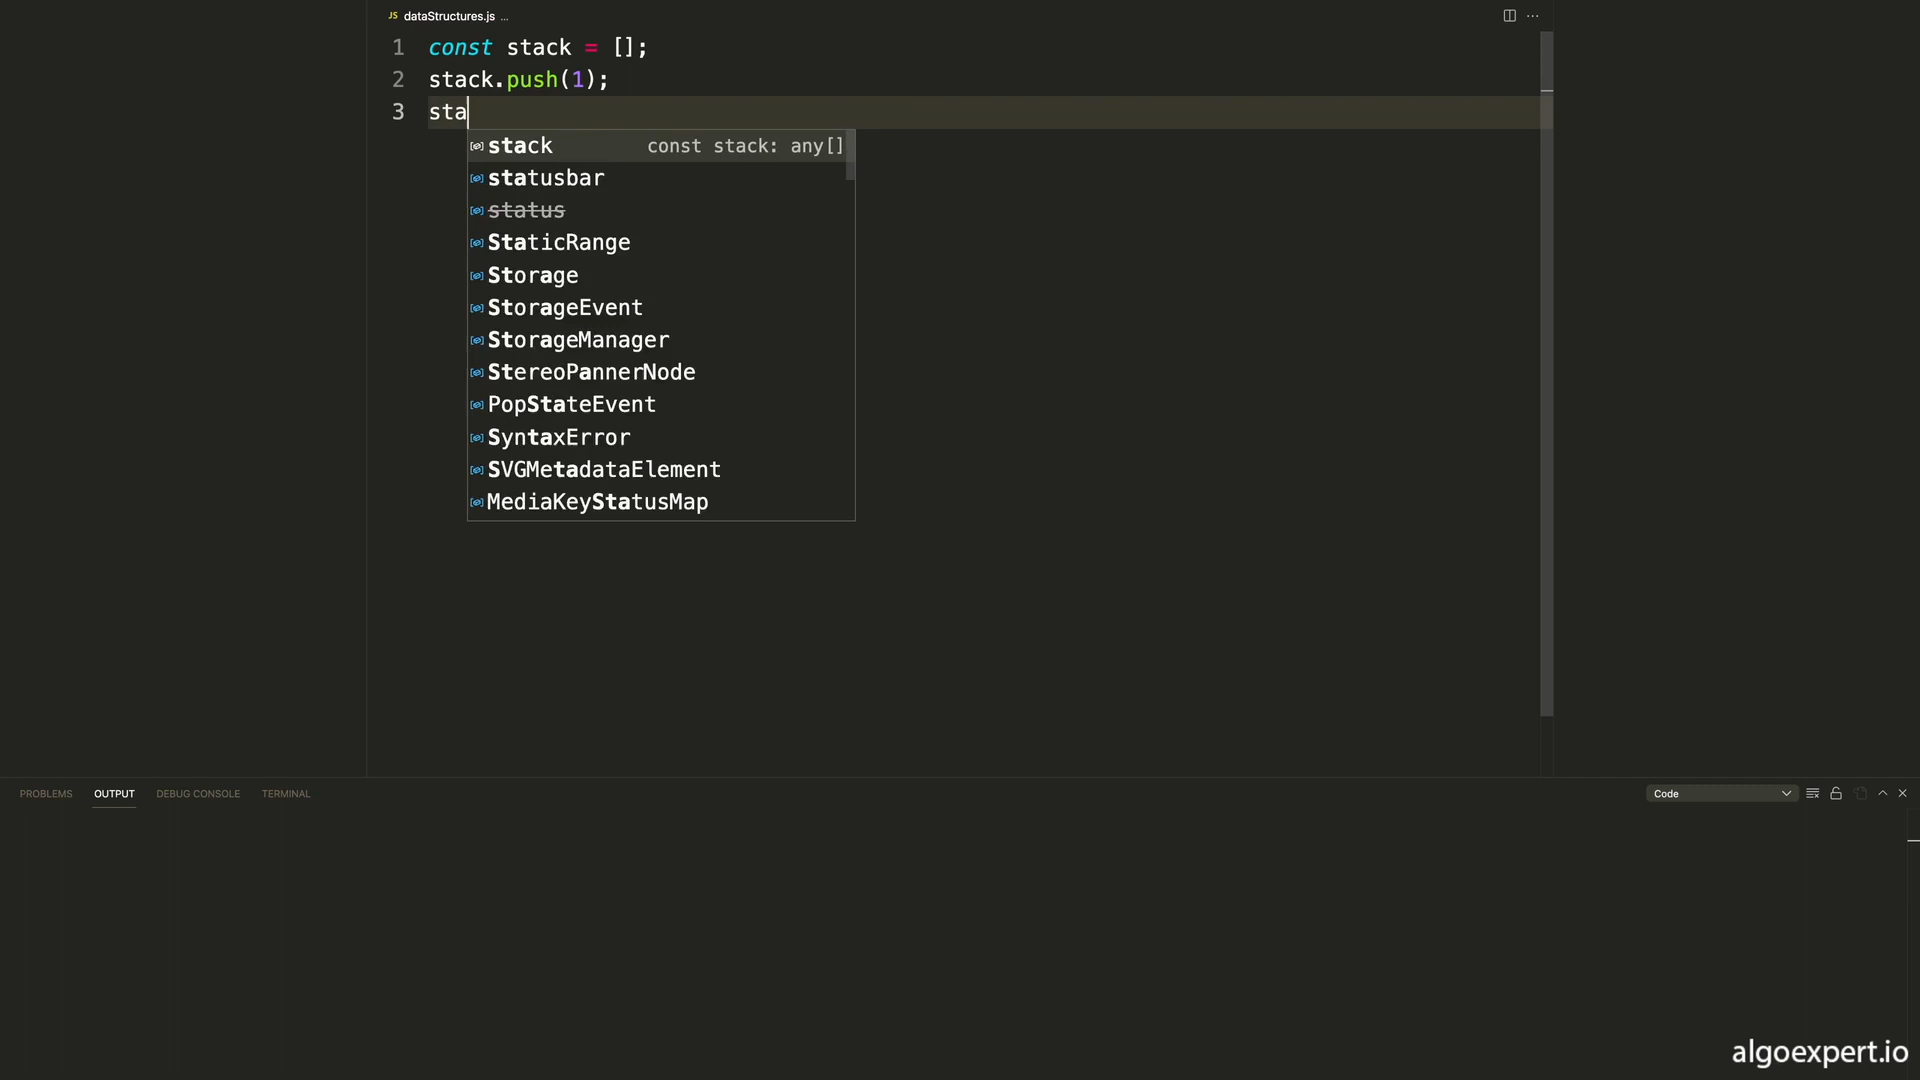 JS dataStructures.js ...
1 const stack = [];
2 stack.push(1);
3 sta
stack const stack: any[]
statusbar
status
StaticRange
Storage
StorageEvent
StorageManager
StereoPannerNode
PopStateEvent
SyntaxError
SVGMetadataElement
MediaKeyStatusMap
PROBLEMS OUTPUT DEBUG CONSOLE TERMINAL Code
algoexpert.io